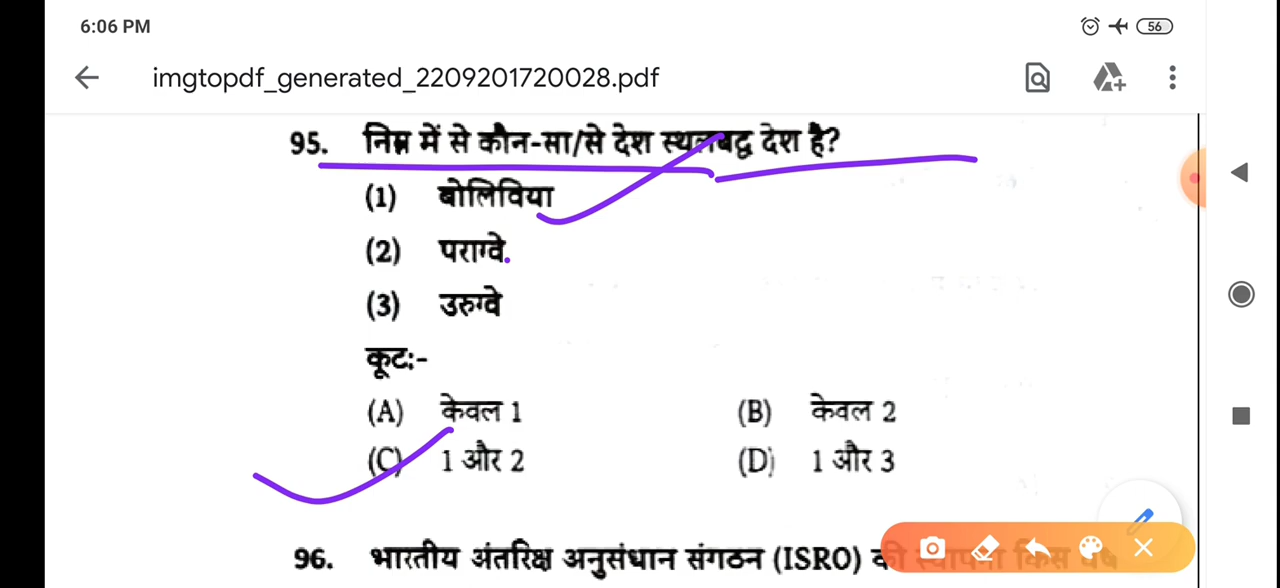 6:06 PM
56
imgtopdf_generated_2209201720028.pdf
95. निम्न में से कौन-सा/से देश स्थलबद्ध देश है?
(1) बोलिविया
(2) पराग्वे
(3) उरुग्वे
कूटः-
(A) केवल 1 (B) केवल 2
(C) 1 और 2 (D) 1 और 3
96. भारतीय अंतरिक्ष अनुसंधान संगठन (ISRO) की स्थापना किस